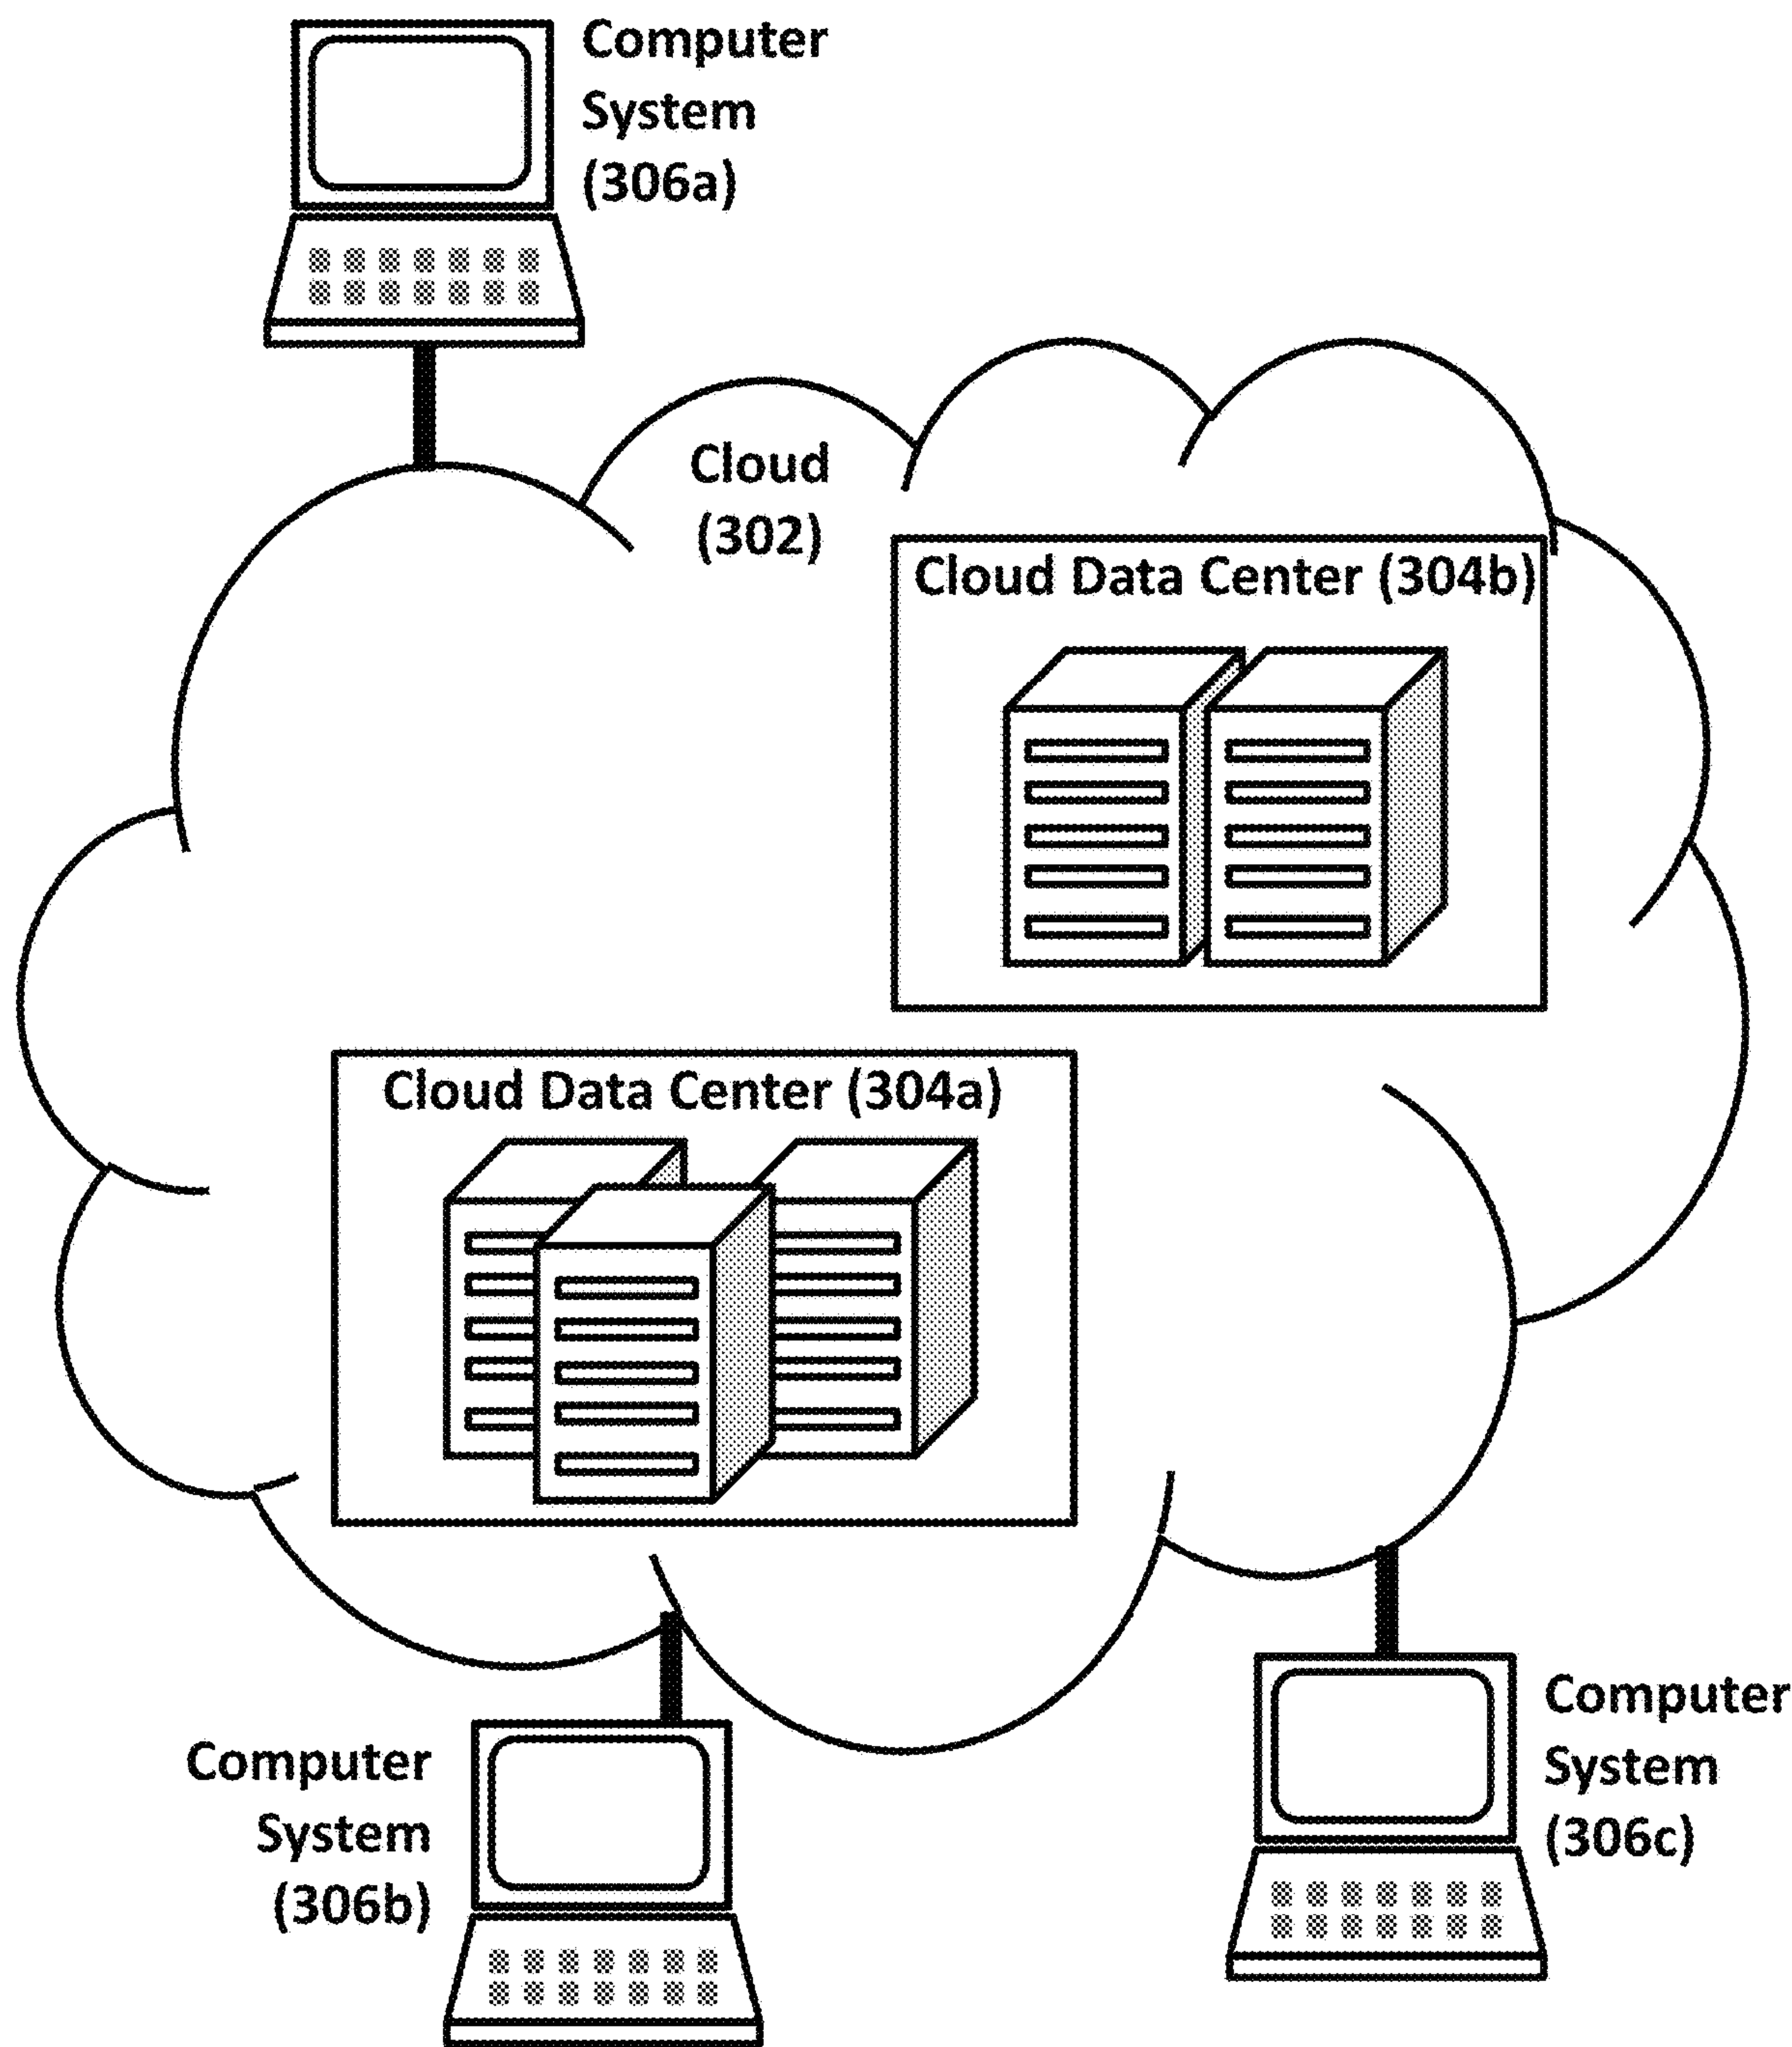 Computer
System
(306a)
Cloud
(302)
Cloud Data Center (304b)
Cloud Data Center (304a)
Computer
System
(306b)
Computer
System
(306c)